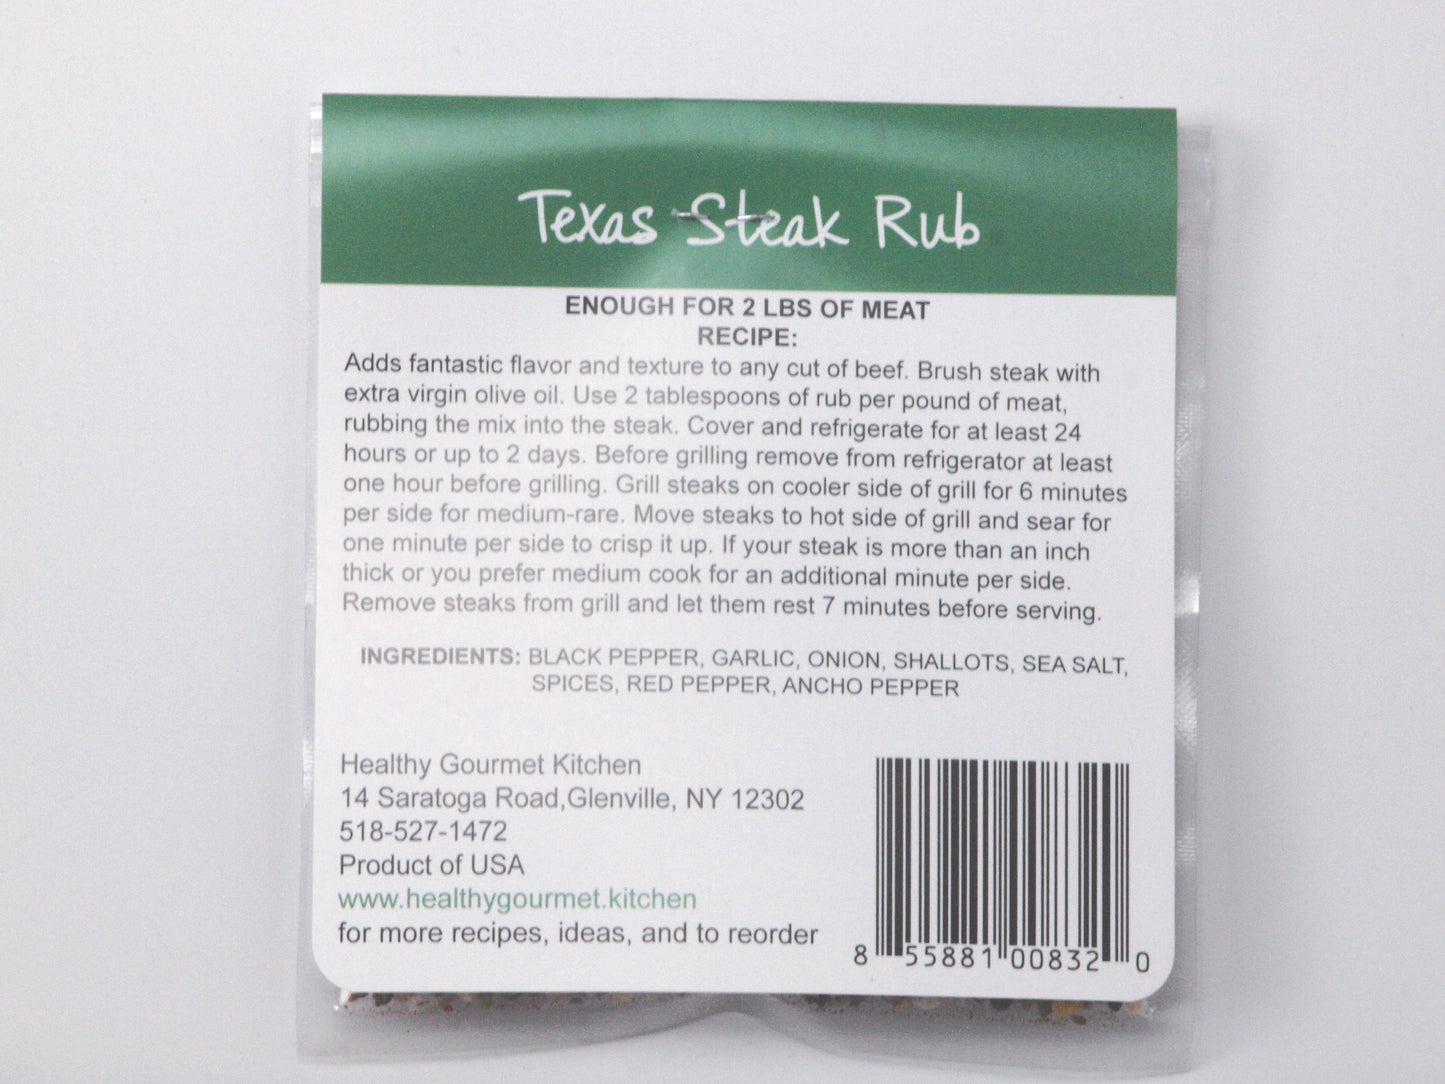 Texas Steak Rub
ENOUGH FOR 2 LBS OF MEAT
RECIPE:
Adds fantastic flavor and texture to any cut of beef. Brush steak with
extra virgin olive oil. Use 2 tablespoons of rub per pound of meat,
rubbing the mix into the steak. Cover and refrigerate for at least 24
hours or up to 2 days. Before grilling remove from refrigerator at least
one hour before grilling. Grill steaks on cooler side of grill for 6 minutes
per side for medium-rare. Move steaks to hot side of grill and sear for
one minute per side to crisp it up. If your steak is more than an inch
thick or you prefer medium cook for an additional minute per side.
Remove steaks from grill and let them rest 7 minutes before serving.
INGREDIENTS: BLACK PEPPER, GARLIC, ONION, SHALLOTS, SEA SALT,
SPICES, RED PEPPER, ANCHO PEPPER
Healthy Gourmet Kitchen
14 Saratoga Road,Glenville, NY 12302
518-527-1472
Product of USA
www.healthygourmet.kitchen
for more recipes, ideas, and to reorder
8 55881 00832 0